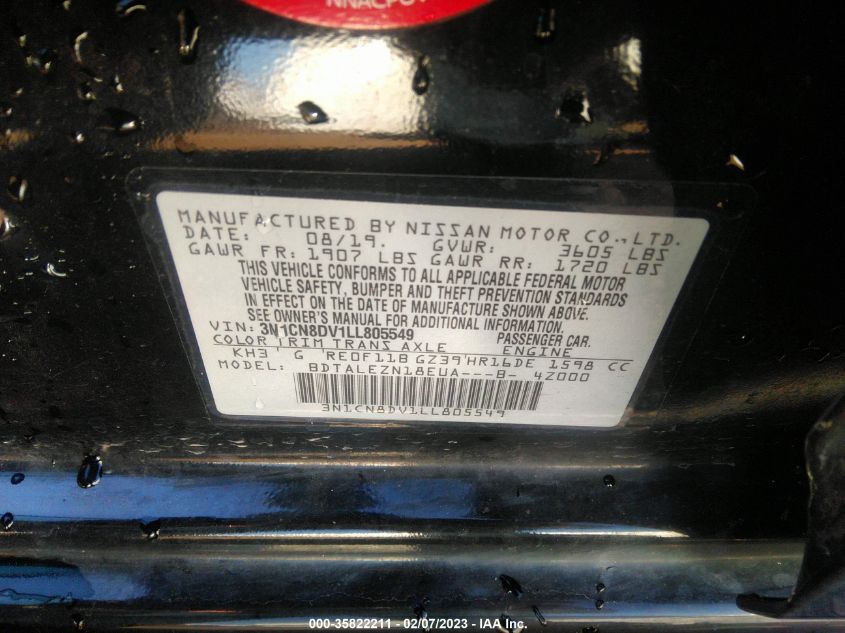 NNACPOV
MANUFACTURED BY NISSAN MOTOR CO.,LTD.
DATE: 08/19. GVWR: 3605 LBS
GAWR FR: 1907 LBS GAWR RR: 1720 LBS
THIS VEHICLE CONFORMS TO ALL APPLICABLE FEDERAL MOTOR
VEHICLE SAFETY, BUMPER AND THEFT PREVENTION STANDARDS
IN EFFECT ON THE DATE OF MANUFACTURE SHOWN ABOVE.
SEE OWNER'S MANUAL FOR ADDITIONAL INFORMATION.
VIN: 3N1CN8DV1LL805549 PASSENGER CAR.
COLOR TRIM TRANS AXLE ENGINE
KH3 G RE0F11B GZ39 HR16DE 1598 CC
MODEL: BDTALEZN18EUA---B- 4Z000
3N1CN8DV1LL805549
000-35822211 - 02/07/2023 - IAA Inc.